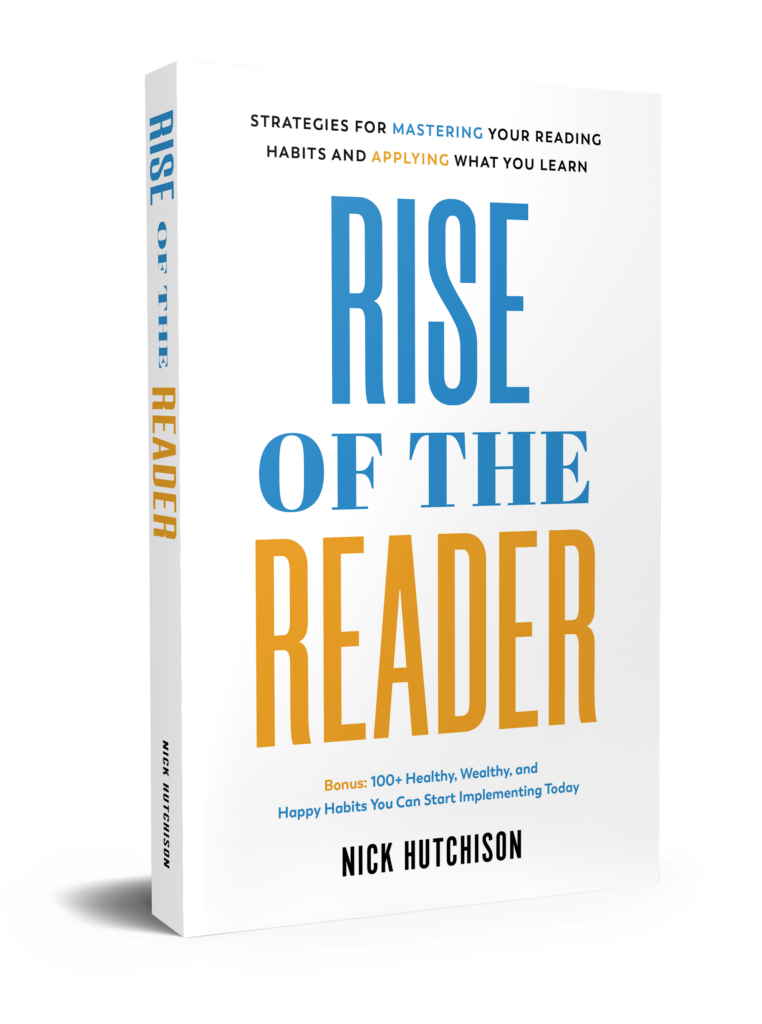 STRATEGIES FOR MASTERING YOUR READING
HABITS AND APPLYING WHAT YOU LEARN
RISE
OF THE
READER
Bonus: 100+ Healthy, Wealthy, and
Happy Habits You Can Start Implementing Today
NICK HUTCHISON
RISE OF THE READER
NICK HUTCHISON